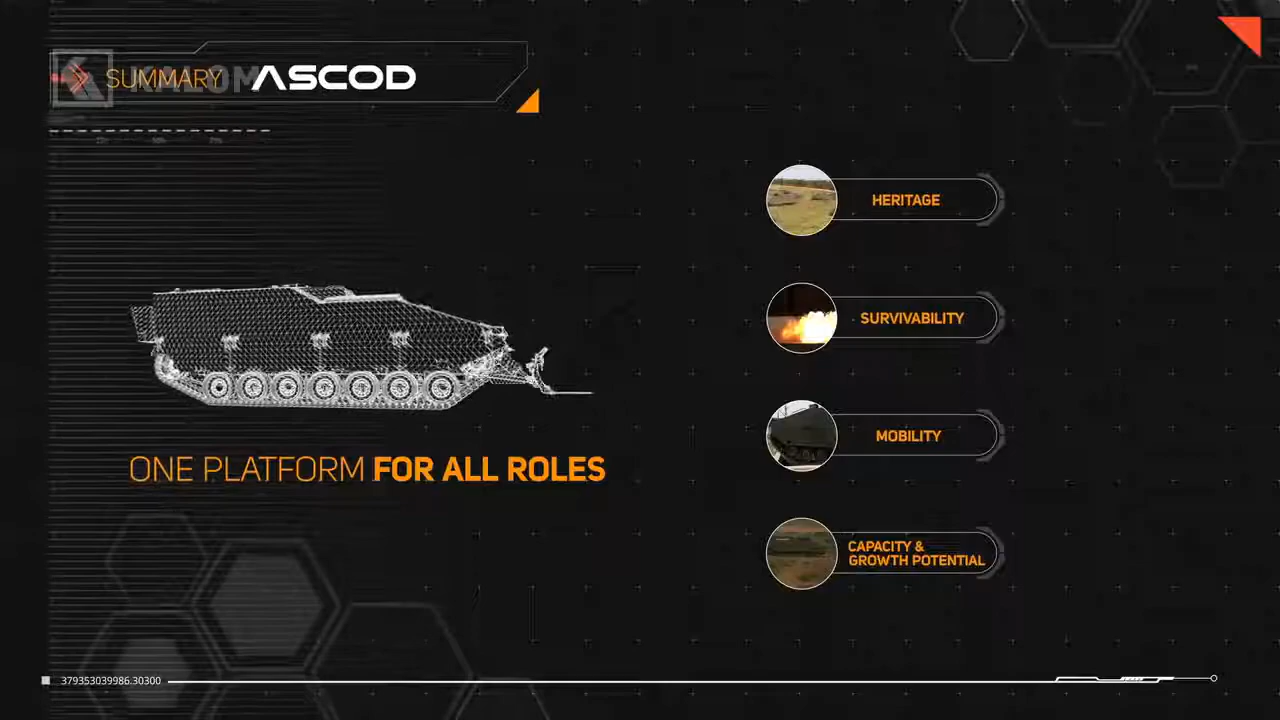 SUMMARY ASCOD
HERITAGE
SURVIVABILITY
MOBILITY
CAPACITY &
GROWTH POTENTIAL
ONE PLATFORM FOR ALL ROLES
379353039986.30300